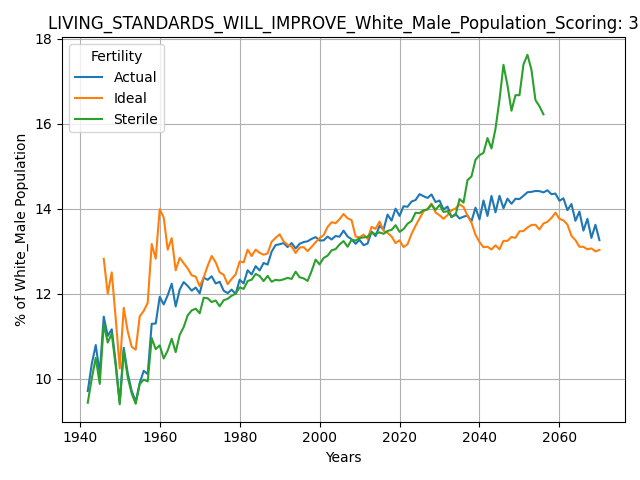 LIVING_STANDARDS_WILL_IMPROVE_White_Male_Population_Scoring: 3
Fertility
Actual
Ideal
Sterile
% of White_Male Population
18
16
14
12
10
1940 1960 1980 2000 2020 2040 2060
Years